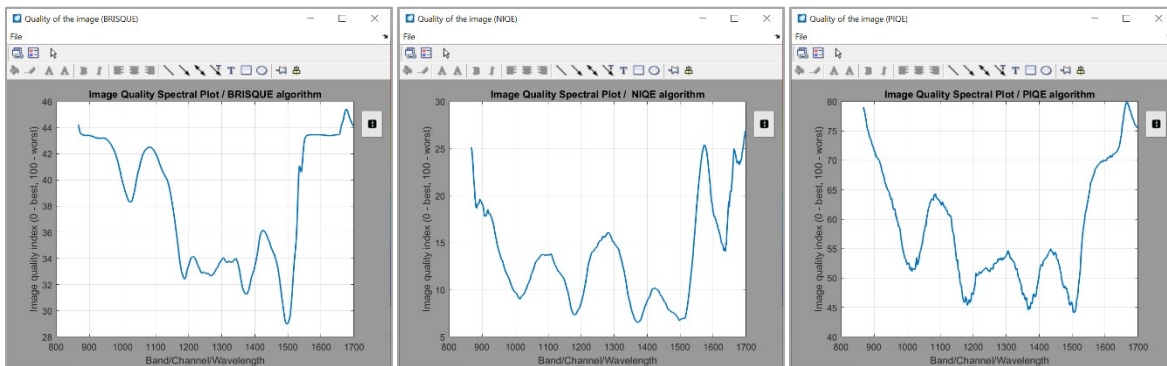 Quality of the image (BRISQUE)
File
A A B I T
Image Quality Spectral Plot / BRISQUE algorithm
Image quality index (0 - best, 100 - worst)
46
44
42
40
38
36
34
32
30
28
800 900 1000 1100 1200 1300 1400 1500 1600 1700
Band/Channel/Wavelength
Quality of the image (NIQE)
File
A A B I T
Image Quality Spectral Plot / NIQE algorithm
Image quality index (0 - best, 100 - worst)
30
25
20
15
10
5
800 900 1000 1100 1200 1300 1400 1500 1600 1700
Band/Channel/Wavelength
Quality of the image (PIQE)
File
A A B I T
Image Quality Spectral Plot / PIQE algorithm
Image quality index (0 - best, 100 - worst)
80
75
70
65
60
55
50
45
40
800 900 1000 1100 1200 1300 1400 1500 1600 1700
Band/Channel/Wavelength